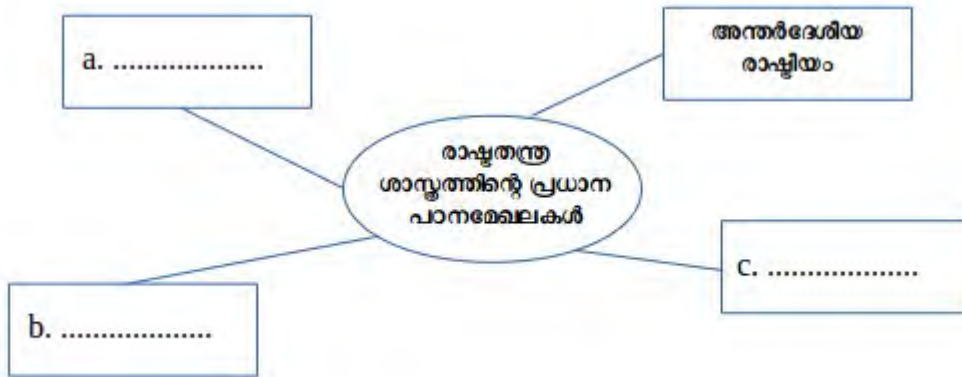 a. ...................
അന്തർദേശിയ
രാഷ്ട്രീയം
രാഷ്ട്രതന്ത്ര
ശാസ്ത്രത്തിന്റെ പ്രധാന
പഠനമേഖലകൾ
b. ...................
c. ...................